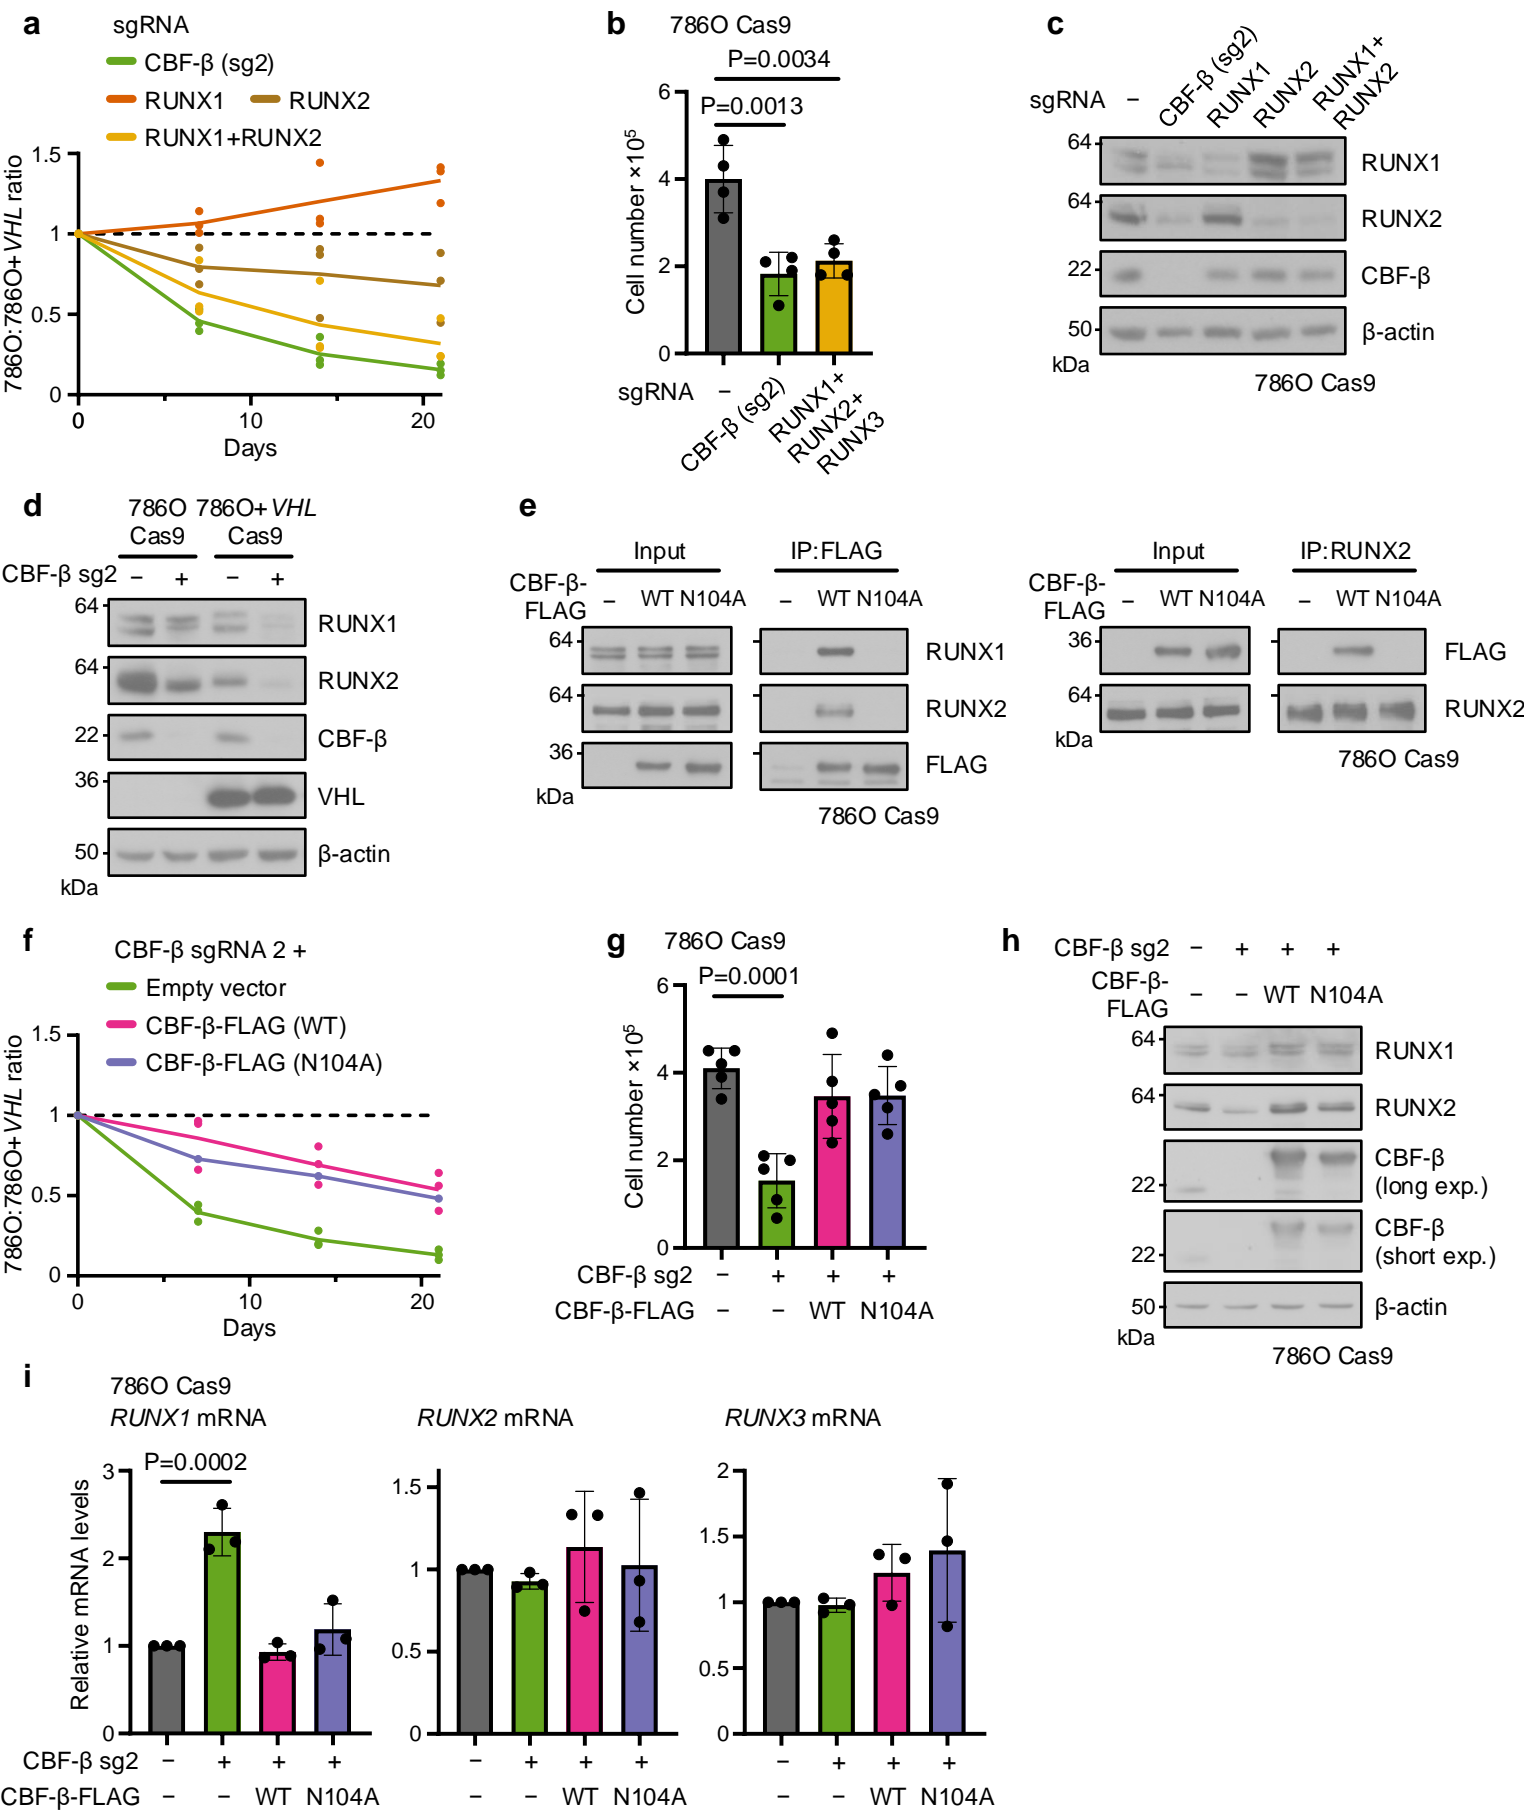 a
sgRNA
CBF-β (sg2)
RUNX1 RUNX2
RUNX1+RUNX2
786O:786O+VHL ratio
1.5
1
0.5
0
0 10 20
Days
b
786O Cas9
P=0.0034
P=0.0013
Cell number ×10⁵
6
4
2
0
sgRNA
–
CBF-β (sg2)
RUNX1+
RUNX2+
RUNX3
c
sgRNA – CBF-β (sg2) RUNX1 RUNX2 RUNX1+ RUNX2
64 RUNX1
64 RUNX2
22 CBF-β
50 β-actin
kDa
786O Cas9
d
786O 786O+VHL
Cas9 Cas9
CBF-β sg2 – + – +
64 RUNX1
64 RUNX2
22 CBF-β
36 VHL
50 β-actin
kDa
e
Input IP:FLAG
CBF-β-
FLAG – WT N104A – WT N104A
64 RUNX1
64 RUNX2
36 FLAG
kDa
786O Cas9
Input IP:RUNX2
CBF-β-
FLAG – WT N104A – WT N104A
36 FLAG
64 RUNX2
kDa
786O Cas9
f
CBF-β sgRNA 2 +
Empty vector
CBF-β-FLAG (WT)
CBF-β-FLAG (N104A)
786O:786O+VHL ratio
1.5
1
0.5
0
0 10 20
Days
g
786O Cas9
P=0.0001
Cell number ×10⁵
6
4
2
0
CBF-β sg2 – + + +
CBF-β-FLAG – – WT N104A
h
CBF-β sg2 – + + +
CBF-β-
FLAG – – WT N104A
64 RUNX1
64 RUNX2
22 CBF-β
(long exp.)
22 CBF-β
(short exp.)
50 β-actin
kDa
786O Cas9
i
786O Cas9
RUNX1 mRNA
P=0.0002
Relative mRNA levels
3
2
1
0
CBF-β sg2 – + + +
CBF-β-FLAG – – WT N104A
RUNX2 mRNA
1.5
1
0.5
0
– + + +
– – WT N104A
RUNX3 mRNA
2
1.5
1
0.5
0
– + + +
– – WT N104A